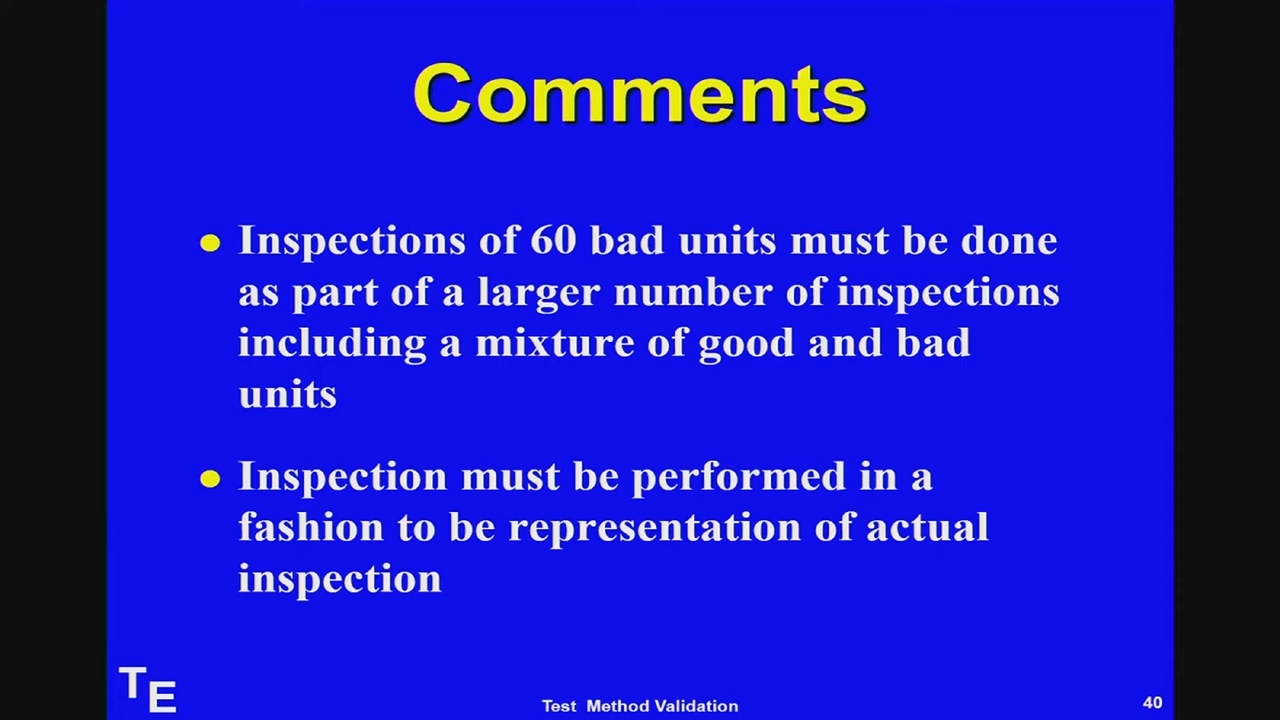 Comments
Inspections of 60 bad units must be done
as part of a larger number of inspections
including a mixture of good and bad
units
Inspection must be performed in a
fashion to be representation of actual
inspection
TE
Test Method Validation
40